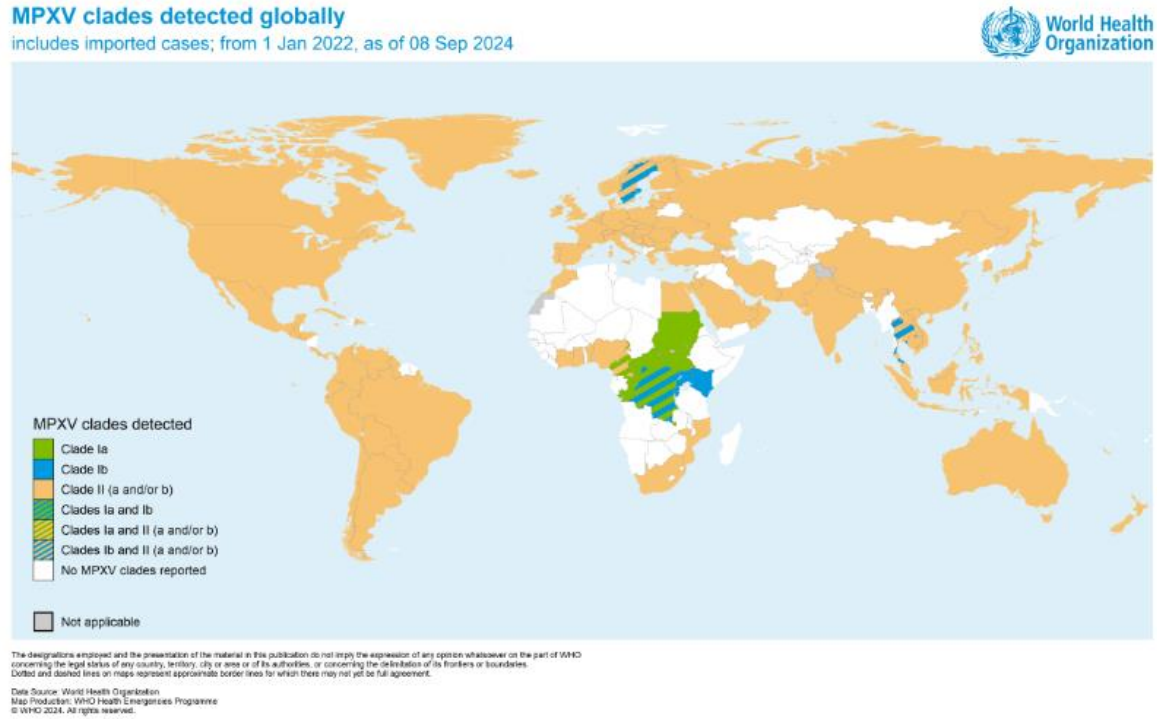 MPXV clades detected globally
includes imported cases; from 1 Jan 2022, as of 08 Sep 2024
World Health
Organization
MPXV clades detected
Clade Ia
Clade Ib
Clade II (a and/or b)
Clades Ia and Ib
Clades Ia and II (a and/or b)
Clades Ib and II (a and/or b)
No MPXV clades reported
Not applicable
The designations employed and the presentation of the material in this publication do not imply the expression of any opinion whatsoever on the part of WHO
concerning the legal status of any country, territory, city or area or of its authorities, or concerning the delimitation of its frontiers or boundaries.
Dotted and dashed lines on maps represent approximate border lines for which there may not yet be full agreement.
Data Source: World Health Organization
Map Production: WHO Health Emergencies Programme
© WHO 2024. All rights reserved.